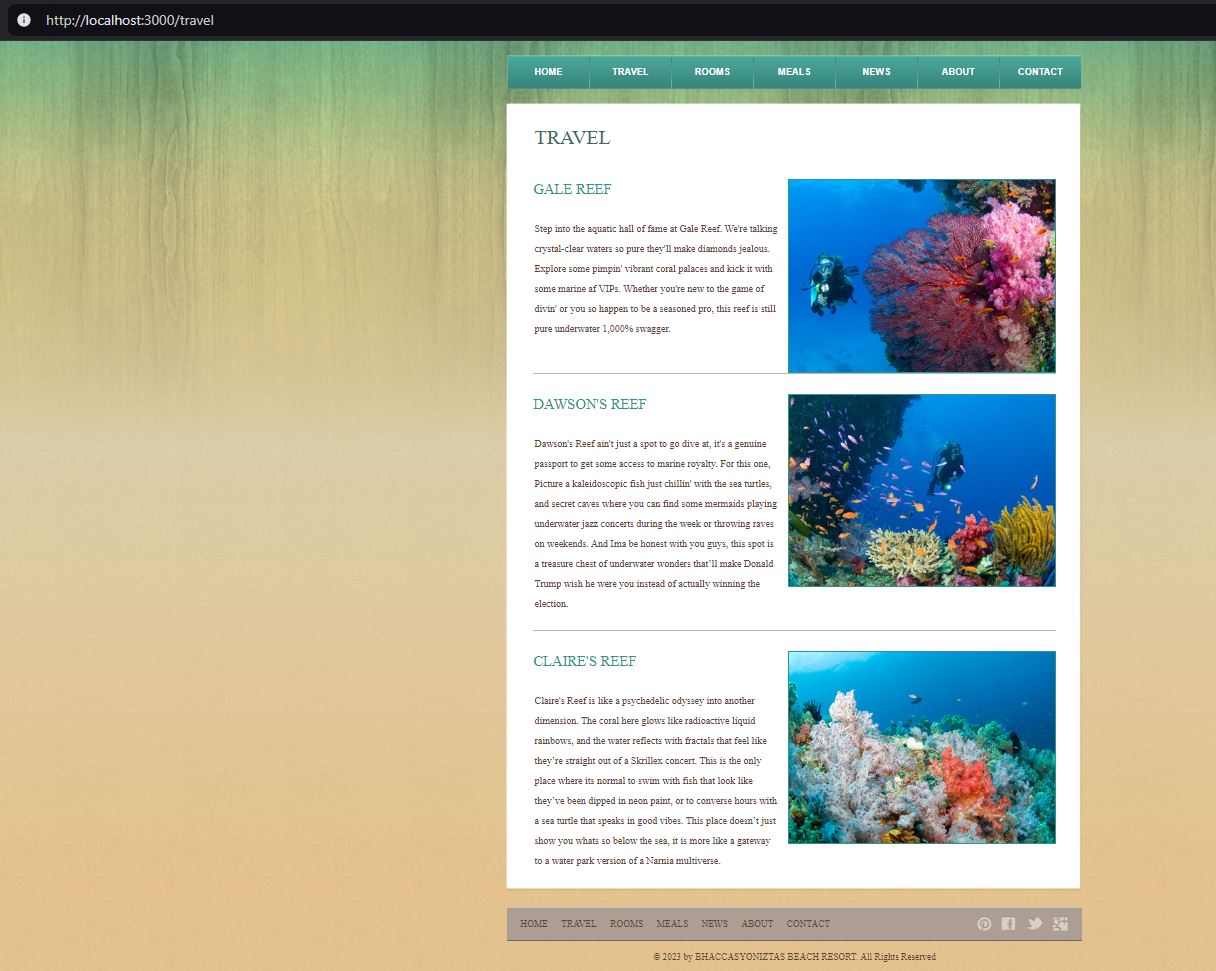 http://localhost:3000/travel
HOME TRAVEL ROOMS MEALS NEWS ABOUT CONTACT
TRAVEL
GALE REEF
Step into the aquatic hall of fame at Gale Reef. We're talking
crystal-clear waters so pure they'll make diamonds jealous.
Explore some pimpin' vibrant coral palaces and kick it with
some marine af VIPs. Whether you're new to the game of
divin' or you so happen to be a seasoned pro, this reef is still
pure underwater 1,000% swagger.
DAWSON'S REEF
Dawson's Reef ain't just a spot to go dive at, it's a genuine
passport to get some access to marine royalty. For this one,
Picture a kaleidoscopic fish just chillin' with the sea turtles,
and secret caves where you can find some mermaids playing
underwater jazz concerts during the week or throwing raves
on weekends. And Ima be honest with you guys, this spot is
a treasure chest of underwater wonders that’ll make Donald
Trump wish he were you instead of actually winning the
election.
CLAIRE'S REEF
Claire's Reef is like a psychedelic odyssey into another
dimension. The coral here glows like radioactive liquid
rainbows, and the water reflects with fractals that feel like
they’re straight out of a Skrillex concert. This is the only
place where its normal to swim with fish that look like
they’ve been dipped in neon paint, or to converse hours with
a sea turtle that speaks in good vibes. This place doesn’t just
show you whats so below the sea, it is more like a gateway
to a water park version of a Narnia multiverse.
HOME TRAVEL ROOMS MEALS NEWS ABOUT CONTACT
© 2023 by BHACCASYONIZTAS BEACH RESORT. All Rights Reserved